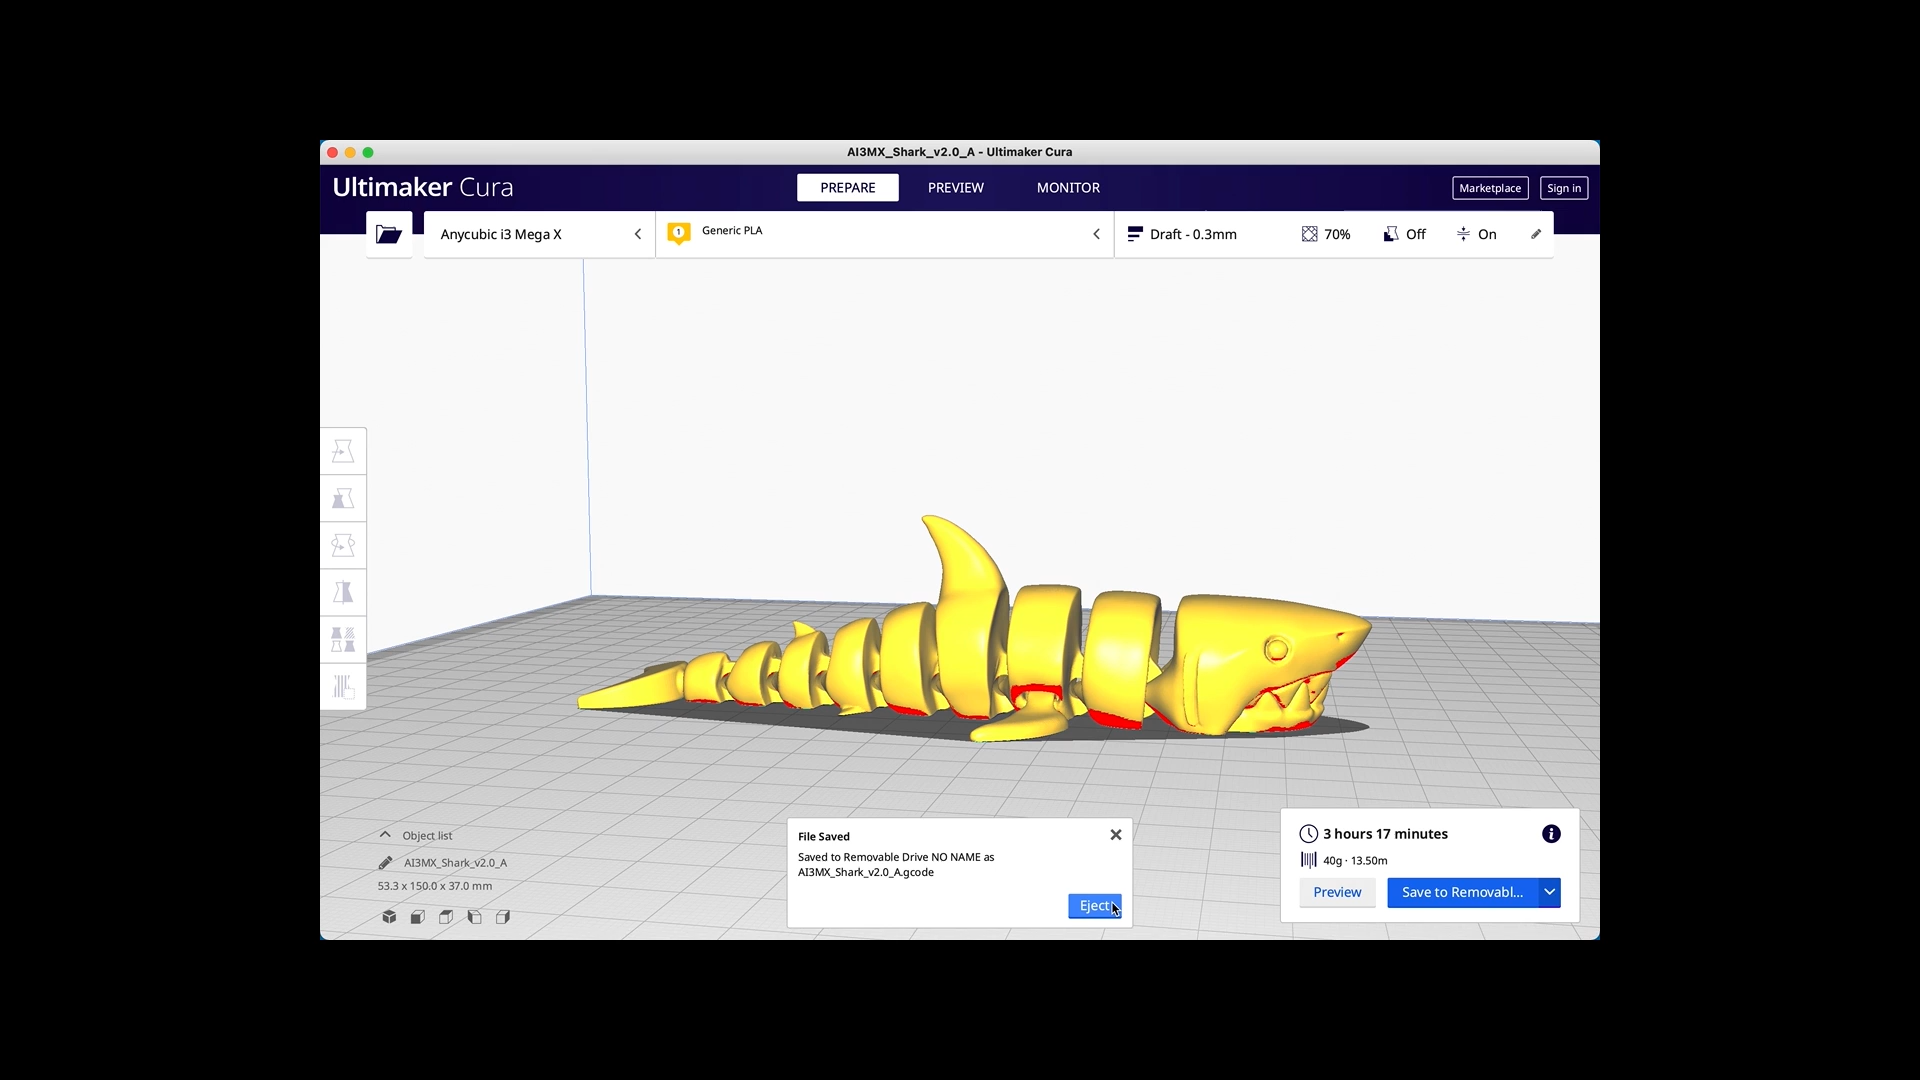 AI3MX_Shark_v2.0_A - Ultimaker Cura
Ultimaker Cura
PREPARE
PREVIEW
MONITOR
Marketplace
Sign in
Anycubic i3 Mega X
1
Generic PLA
Draft - 0.3mm
70%
Off
On
Object list
AI3MX_Shark_v2.0_A
53.3 x 150.0 x 37.0 mm
File Saved
Saved to Removable Drive NO NAME as
AI3MX_Shark_v2.0_A.gcode
Eject
3 hours 17 minutes
40g · 13.50m
Preview
Save to Removabl...